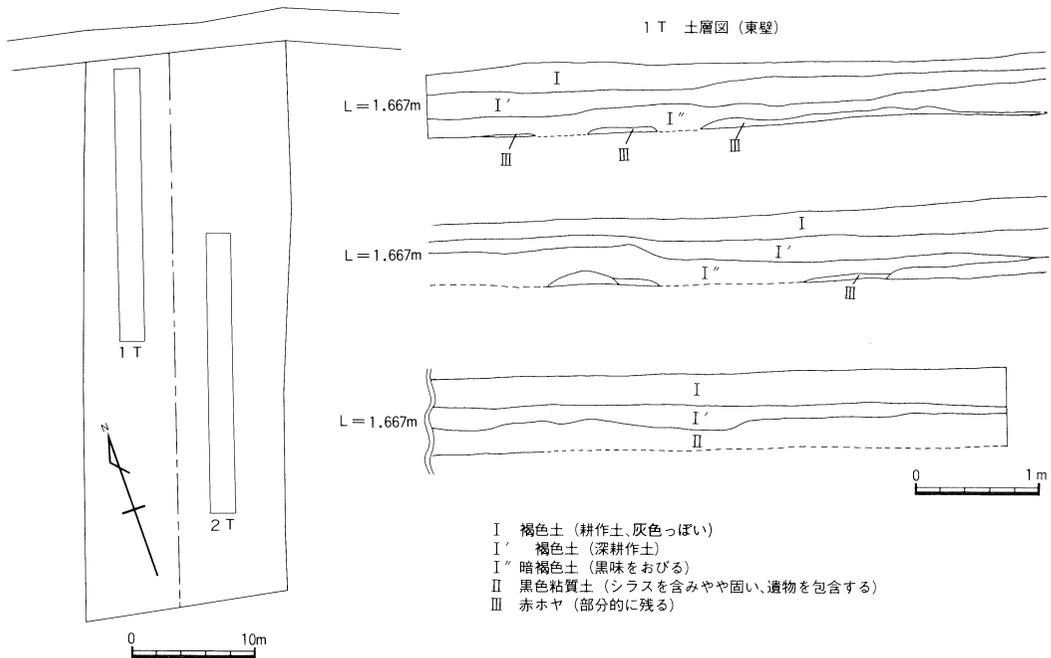 1T 土層図（東壁）
I
I′
L＝1.667m
I″
III
III
III
I
L＝1.667m
I′
I″
III
I
L＝1.667m
I′
II
0 1m
I 褐色土（耕作土、灰色っぽい）
I′ 褐色土（深耕作土）
I″ 暗褐色土（黒味をおびる）
II 黒色粘質土（シラスを含みやや固い、遺物を包含する）
III 赤ホヤ（部分的に残る）
1T
N
2T
0 10m